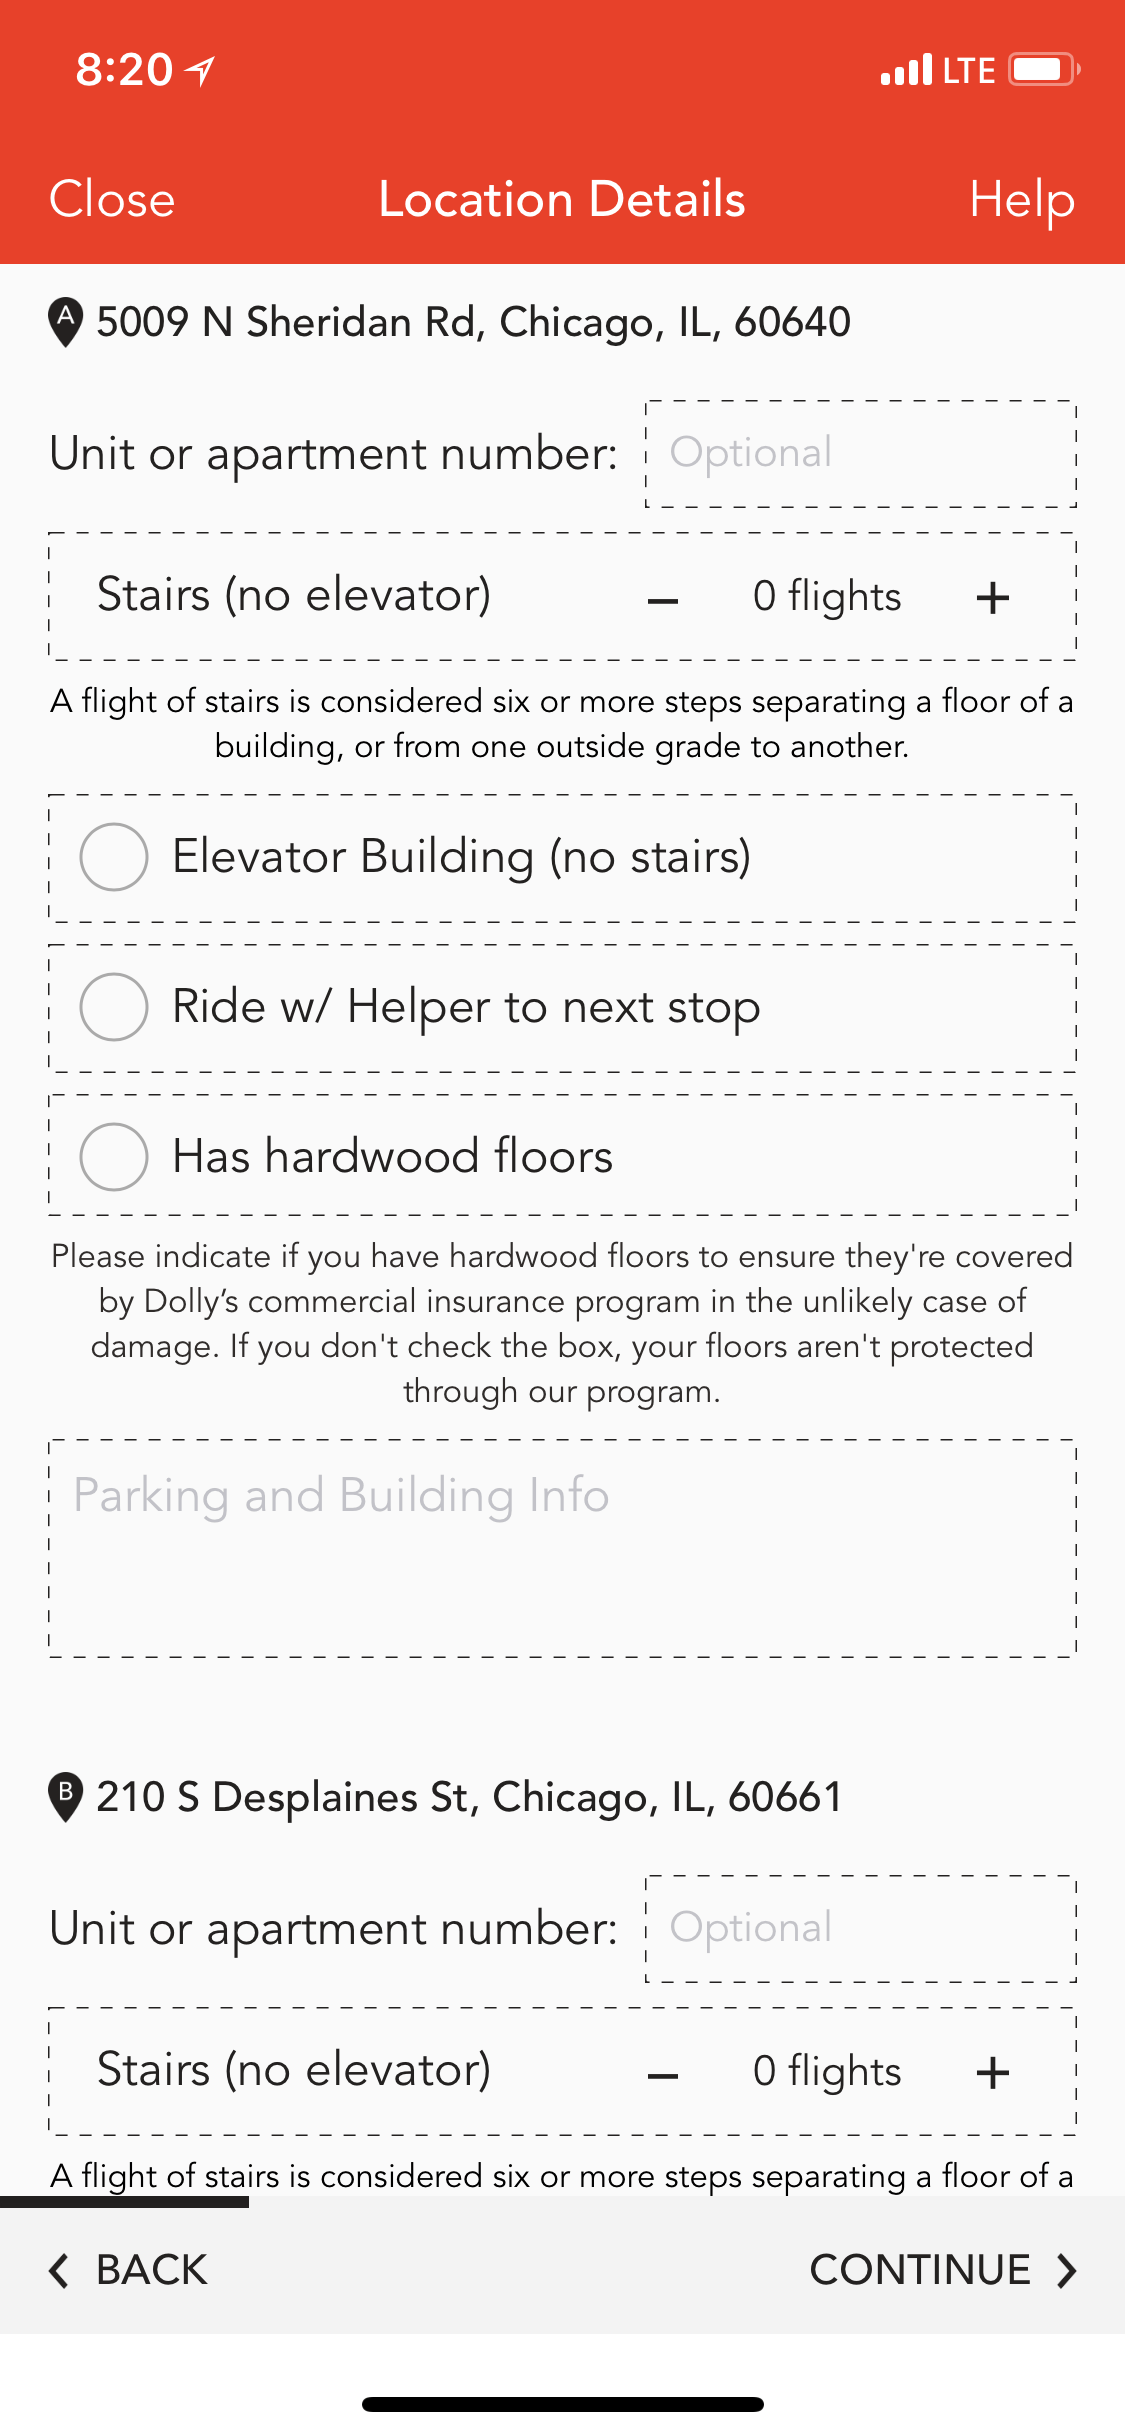 8:20 LTE
Close Location Details Help
A 5009 N Sheridan Rd, Chicago, IL, 60640
Unit or apartment number: Optional
Stairs (no elevator) – 0 flights +
A flight of stairs is considered six or more steps separating a floor of a
building, or from one outside grade to another.
Elevator Building (no stairs)
Ride w/ Helper to next stop
Has hardwood floors
Please indicate if you have hardwood floors to ensure they're covered
by Dolly’s commercial insurance program in the unlikely case of
damage. If you don't check the box, your floors aren't protected
through our program.
Parking and Building Info
B 210 S Desplaines St, Chicago, IL, 60661
Unit or apartment number: Optional
Stairs (no elevator) – 0 flights +
A flight of stairs is considered six or more steps separating a floor of a
BACK CONTINUE